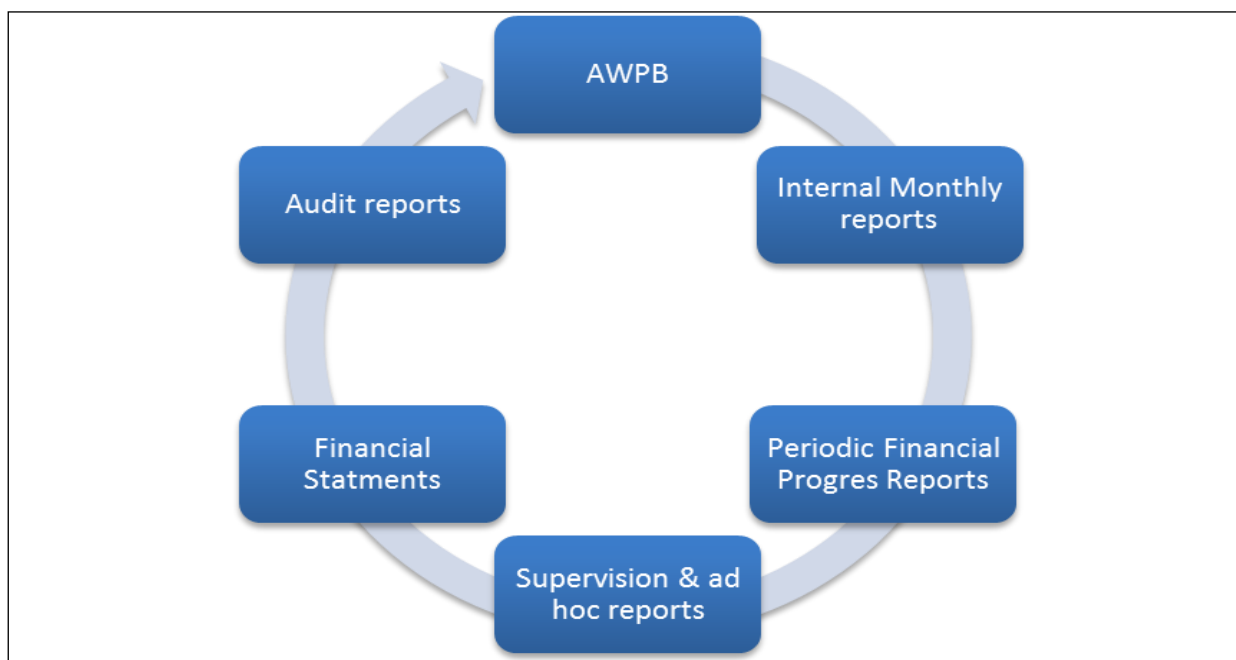 AWPB
Internal Monthly
reports
Periodic Financial
Progres Reports
Supervision & ad
hoc reports
Financial
Statments
Audit reports